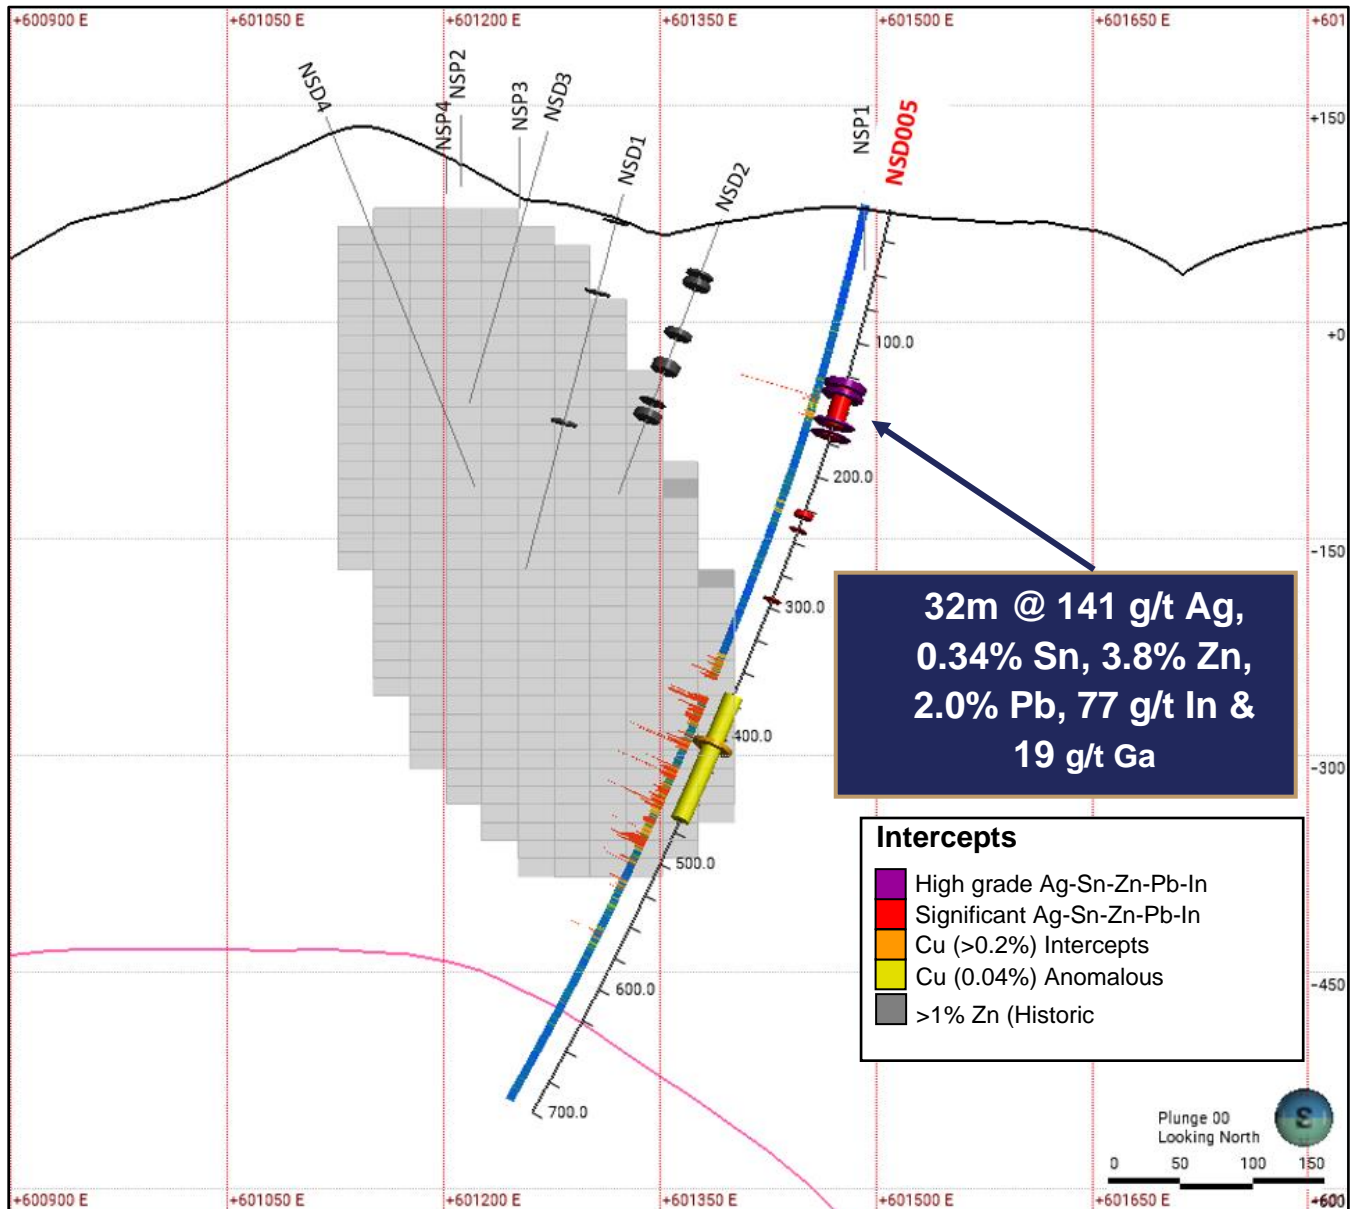 +600900 E
+601050 E
+601200 E
+601350 E
+601500 E
+601650 E
+601
NSD4
NSP4
NSP2
NSP3
NSD3
NSD1
NSD2
NSP1
NSD005
+150
+0
-150
-300
-450
100.0
200.0
300.0
400.0
500.0
600.0
700.0
32m @ 141 g/t Ag,
0.34% Sn, 3.8% Zn,
2.0% Pb, 77 g/t In &
19 g/t Ga
Intercepts
High grade Ag-Sn-Zn-Pb-In
Significant Ag-Sn-Zn-Pb-In
Cu (>0.2%) Intercepts
Cu (0.04%) Anomalous
>1% Zn (Historic
Plunge 00
Looking North
S
0 50 100 150
+600900 E
+601050 E
+601200 E
+601350 E
+601500 E
+601650 E